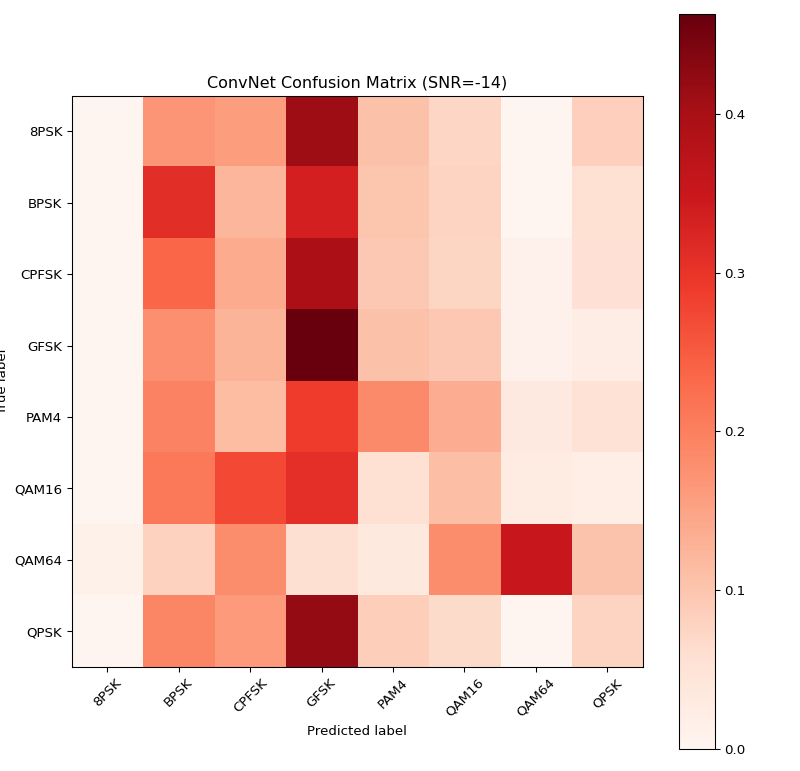 ConvNet Confusion Matrix (SNR=-14)
8PSK
BPSK
CPFSK
GFSK
PAM4
QAM16
QAM64
QPSK
True label
8PSK BPSK CPFSK GFSK PAM4 QAM16 QAM64 QPSK
Predicted label
0.4
0.3
0.2
0.1
0.0